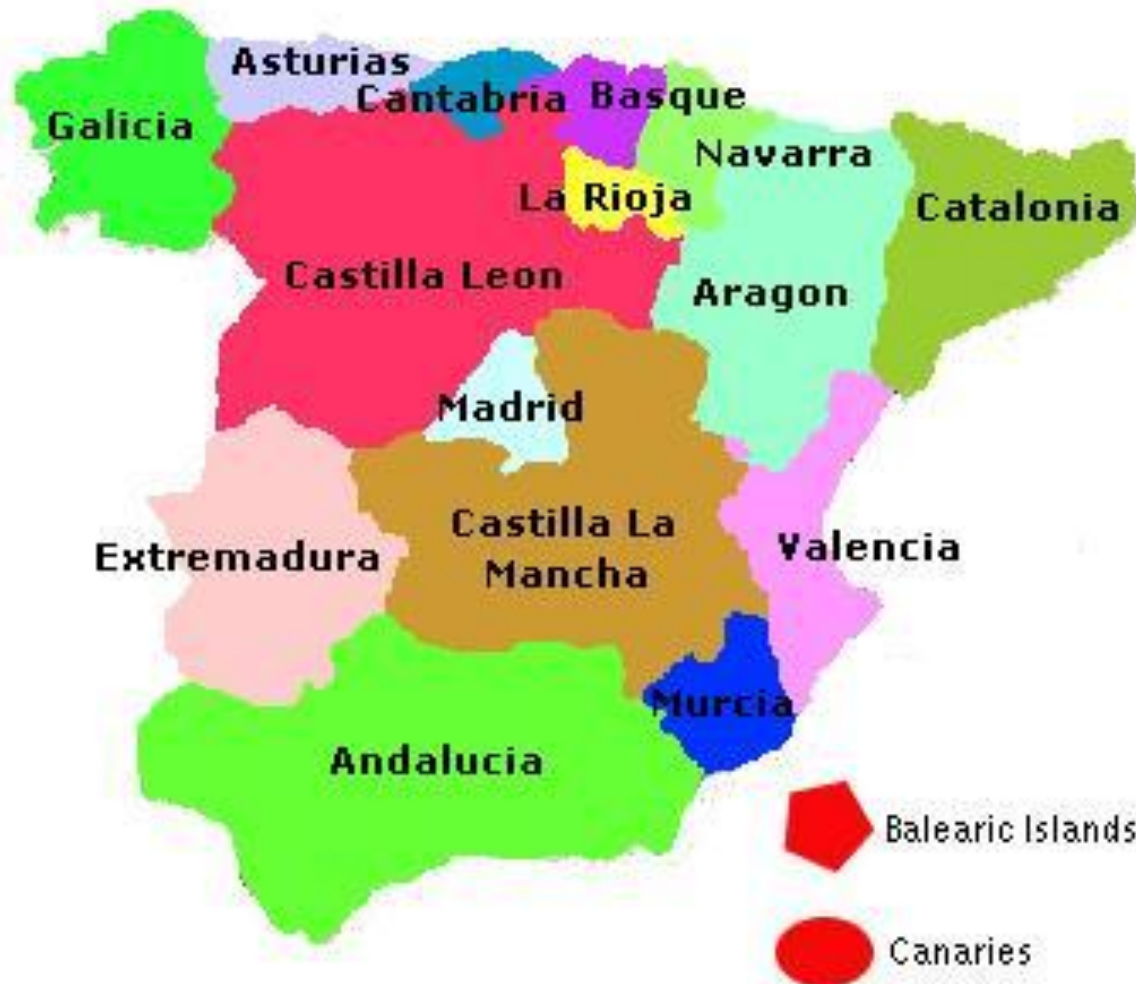 Asturias
Cantabria
Basque
Galicia
Navarra
La Rioja
Catalonia
Castilla Leon
Aragon
Madrid
Castilla La
Mancha
Extremadura
Valencia
Murcia
Andalucia
Balearic Islands
Canaries